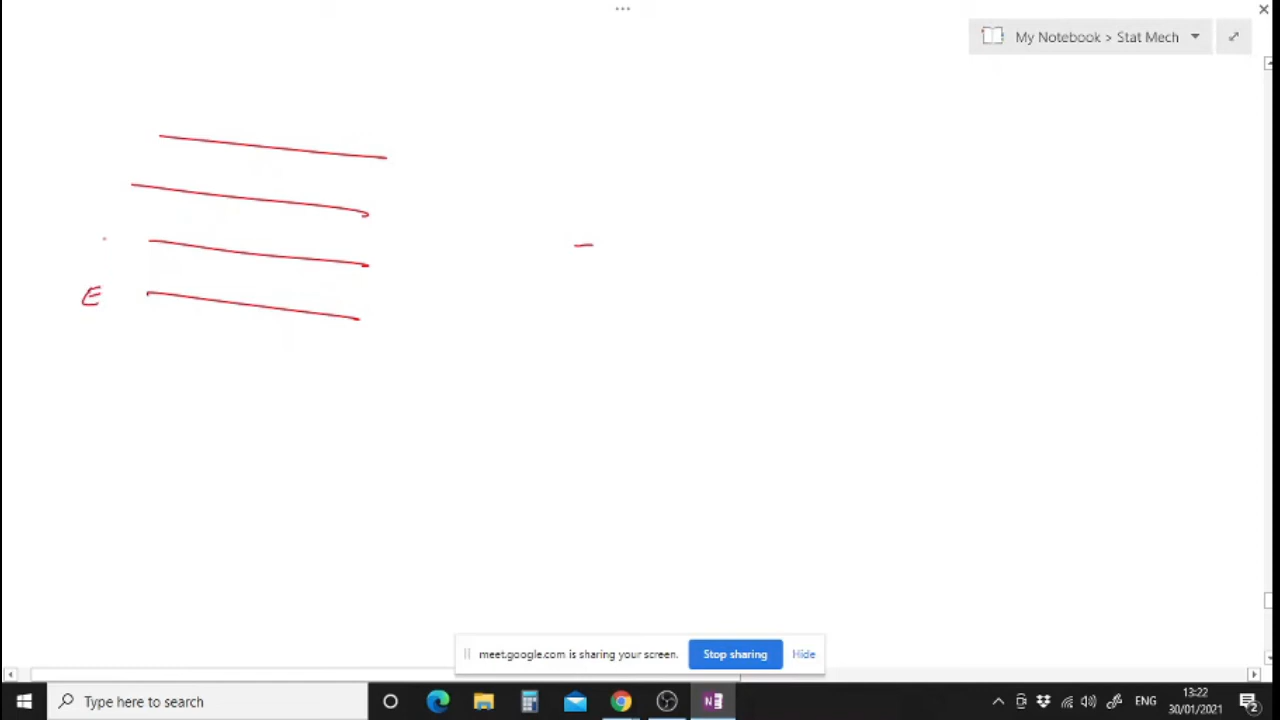 My Notebook > Stat Mech
E
meet.google.com is sharing your screen.
Stop sharing
Hide
Type here to search
ENG
13:22
30/01/2021
2